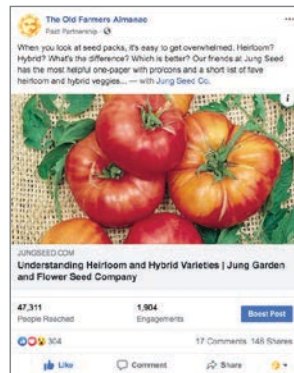 The Old Farmers Almanac
Paid Partnership ·
When you look at seed packs, it's easy to get overwhelmed. Heirloom?
Hybrid? What's the difference? Which is better? Our friends at Jung Seed
has the most helpful one-pager with pro/cons and a short list of fave
heirloom and hybrid veggies... — with Jung Seed Co.
JUNGSEED.COM
Understanding Heirloom and Hybrid Varieties | Jung Garden
and Flower Seed Company
47,311
People Reached
1,904
Engagements
Boost Post
304
17 Comments 146 Shares
Like
Comment
Share